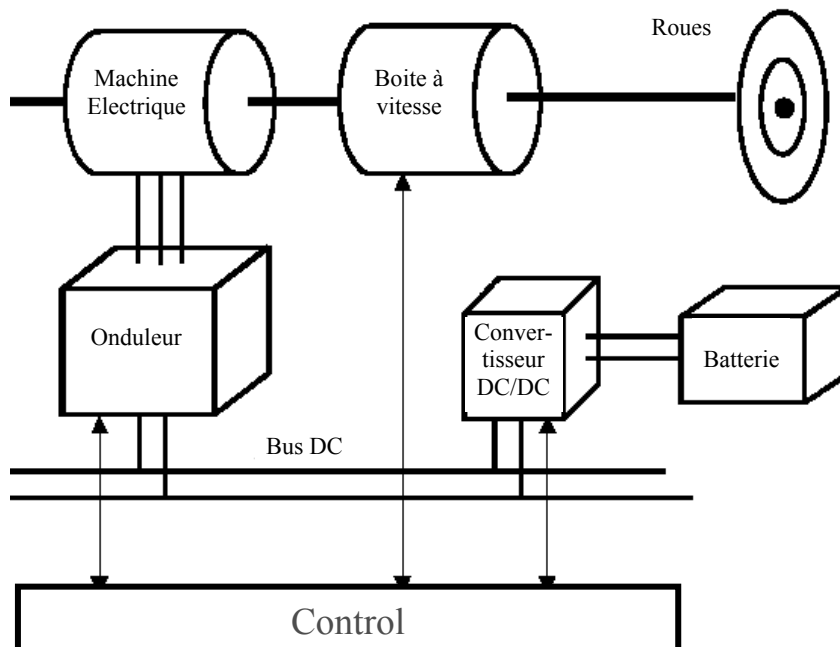 Roues
Machine
Electrique
Boite à
vitesse
Onduleur
Conver-
tisseur
DC/DC
Batterie
Bus DC
Control